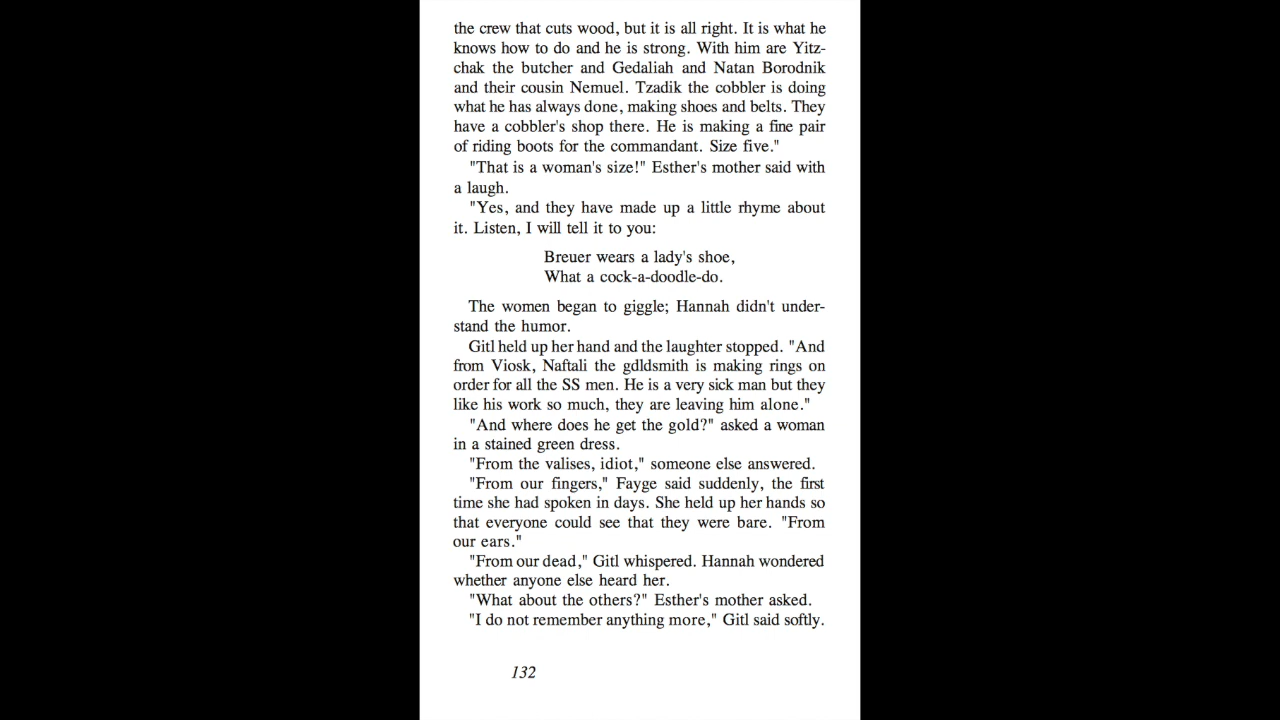 the crew that cuts wood, but it is all right. It is what he
knows how to do and he is strong. With him are Yitz-
chak the butcher and Gedaliah and Natan Borodnik
and their cousin Nemuel. Tzadik the cobbler is doing
what he has always done, making shoes and belts. They
have a cobbler's shop there. He is making a fine pair
of riding boots for the commandant. Size five."
"That is a woman's size!" Esther's mother said with
a laugh.
"Yes, and they have made up a little rhyme about
it. Listen, I will tell it to you:
Breuer wears a lady's shoe,
What a cock-a-doodle-do.
The women began to giggle; Hannah didn't under-
stand the humor.
Gitl held up her hand and the laughter stopped. "And
from Viosk, Naftali the gdldsmith is making rings on
order for all the SS men. He is a very sick man but they
like his work so much, they are leaving him alone."
"And where does he get the gold?" asked a woman
in a stained green dress.
"From the valises, idiot," someone else answered.
"From our fingers," Fayge said suddenly, the first
time she had spoken in days. She held up her hands so
that everyone could see that they were bare. "From
our ears."
"From our dead," Gitl whispered. Hannah wondered
whether anyone else heard her.
"What about the others?" Esther's mother asked.
"I do not remember anything more," Gitl said softly.
132